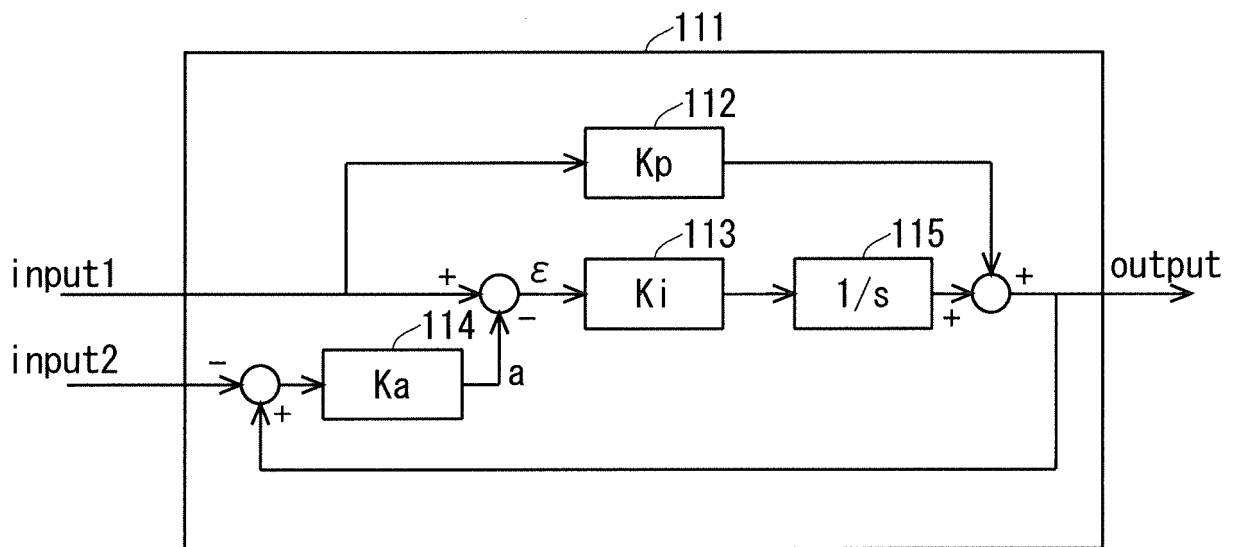 111
112
Kp
113
115
input1
+
ε
Ki
1/s
+
output
-
+
114
input2
-
Ka
a
+